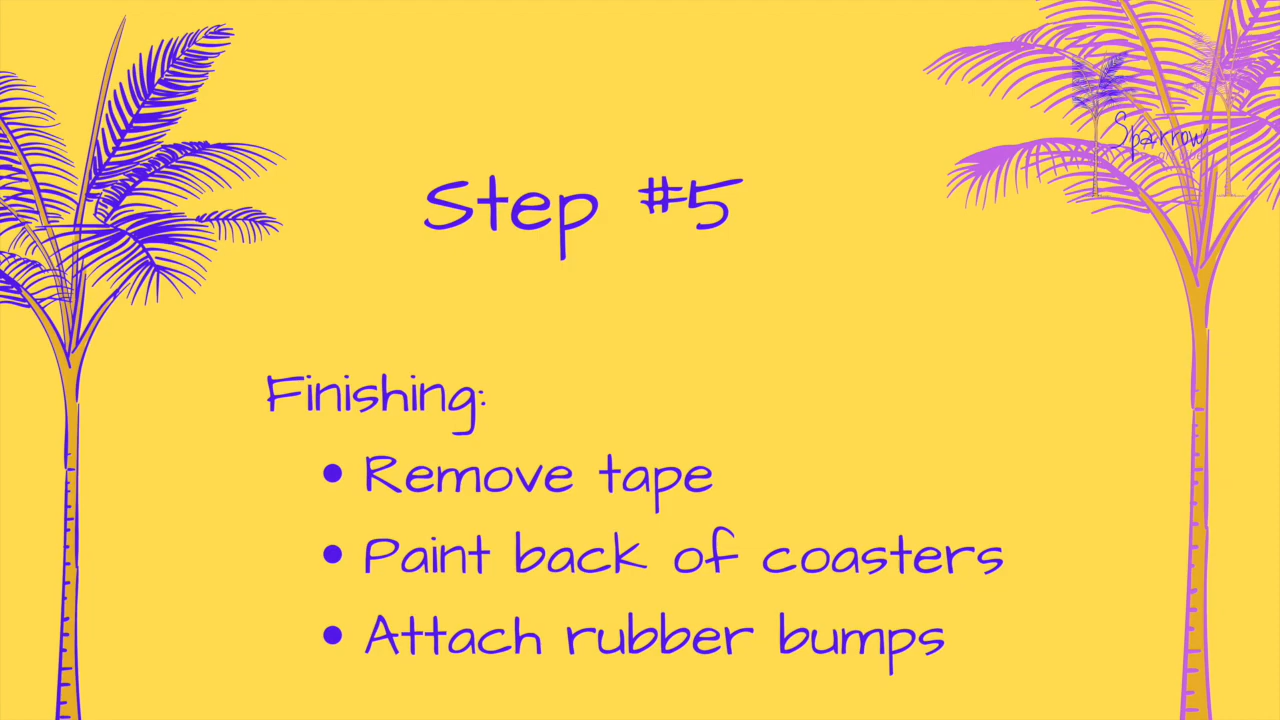 Sparrow
Step #5
Finishing:
• Remove tape
• Paint back of coasters
• Attach rubber bumps